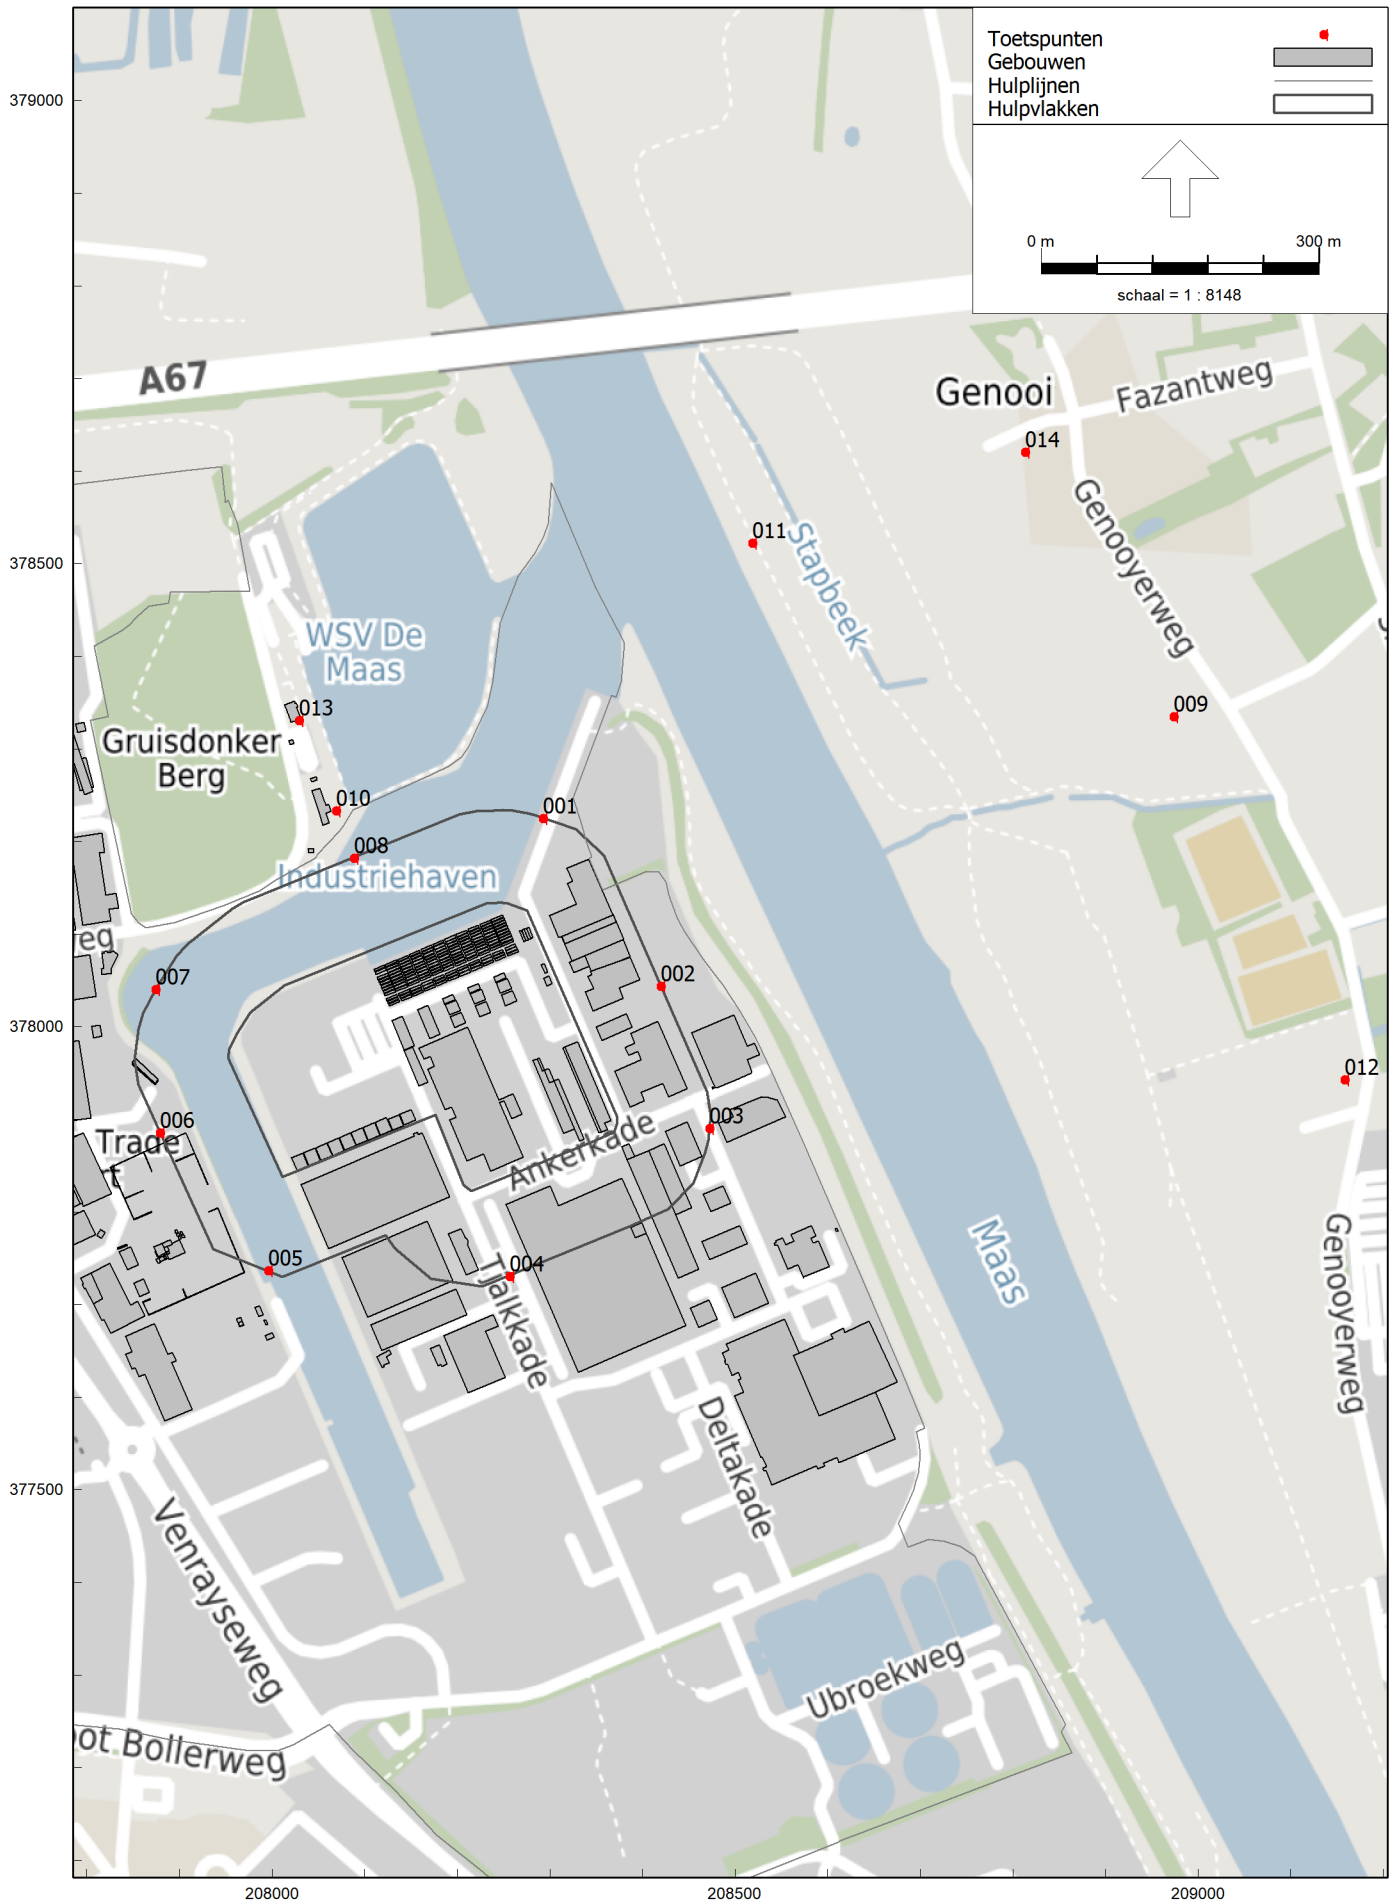 Toetspunten
Gebouwen
Hulplijnen
Hulpvlakken
0 m
300 m
schaal = 1 : 8148
379000
378500
378000
377500
208000
208500
209000
A67
Genooi
Fazantweg
014
Genooyerweg
011
Stapbeek
WSV De
Maas
013
009
Gruisdonker
Berg
010
001
008
Industriehaven
eg
007
002
012
006
003
Trade
rt
Ankerkade
005
004
Tjalkkade
Maas
Genooyerweg
Deltakade
Venrayseweg
Ubroekweg
oot Bollerweg